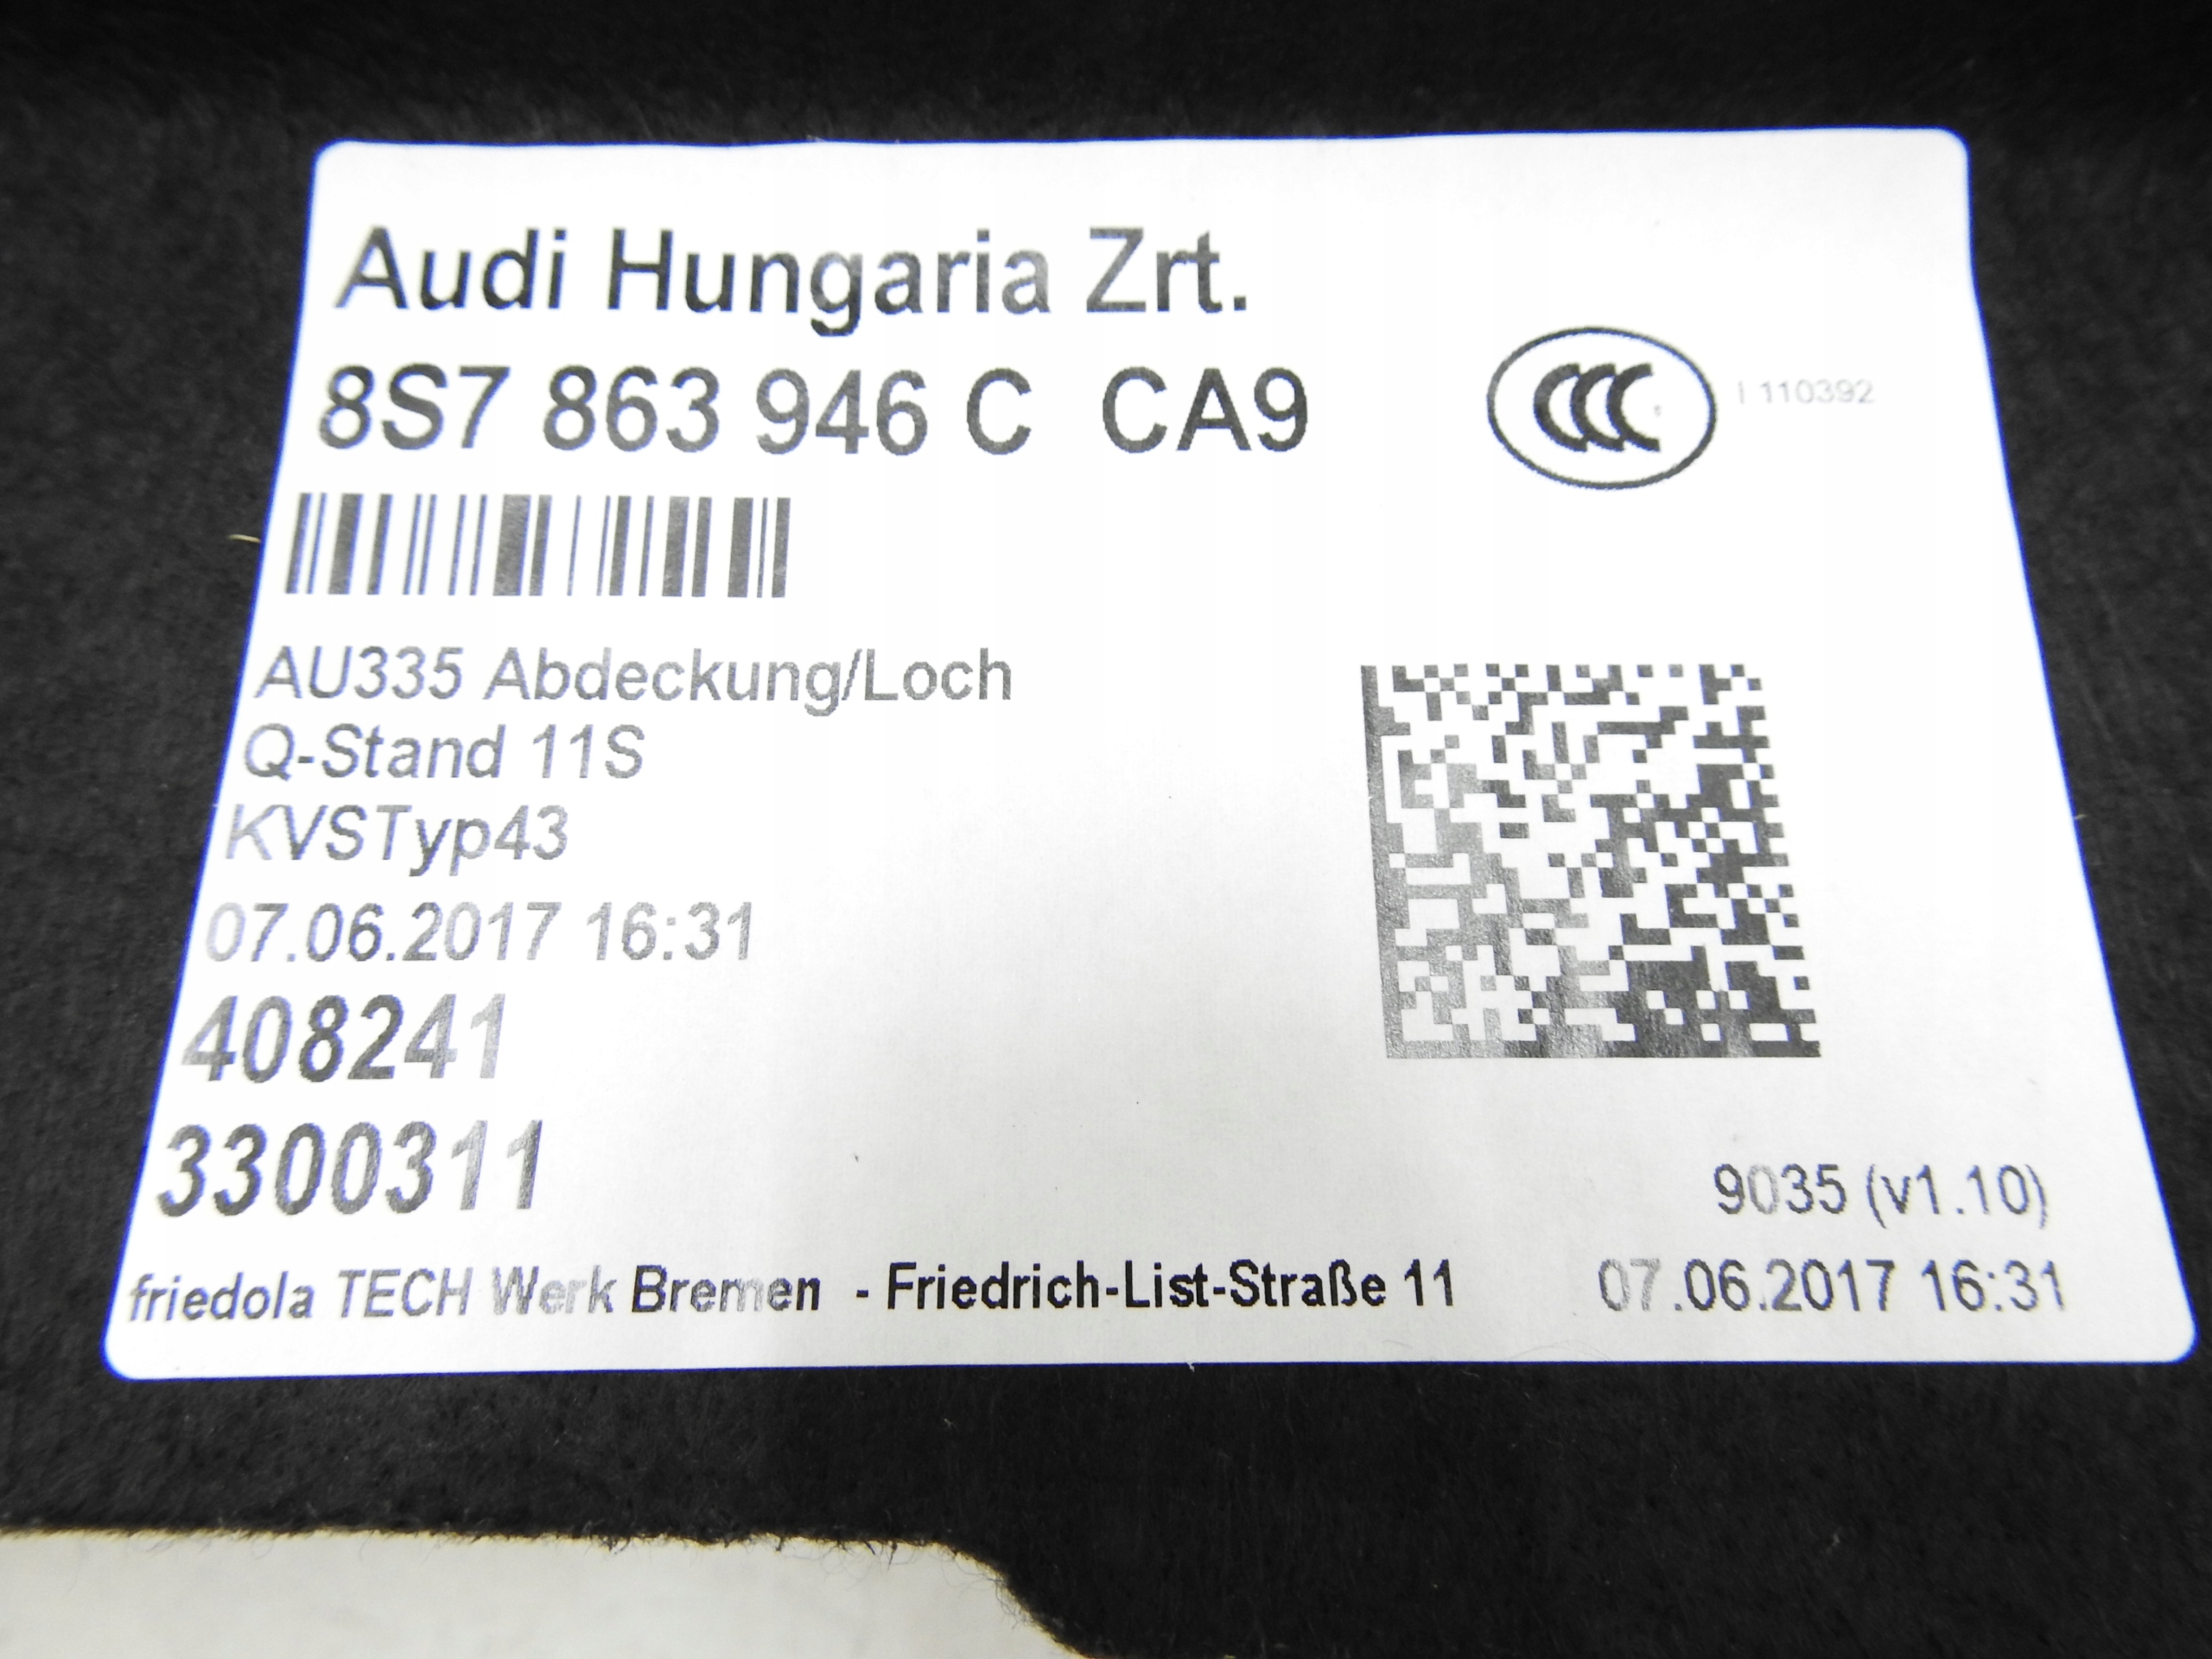 Audi Hungaria Zrt.
8S7 863 946 C CA9
CCC
I 110392
AU335 Abdeckung/Loch
Q-Stand 11S
KVSTyp43
07.06.2017 16:31
408241
3300311
9035 (v1.10)
friedola TECH Werk Bremen - Friedrich-List-Straße 11
07.06.2017 16:31